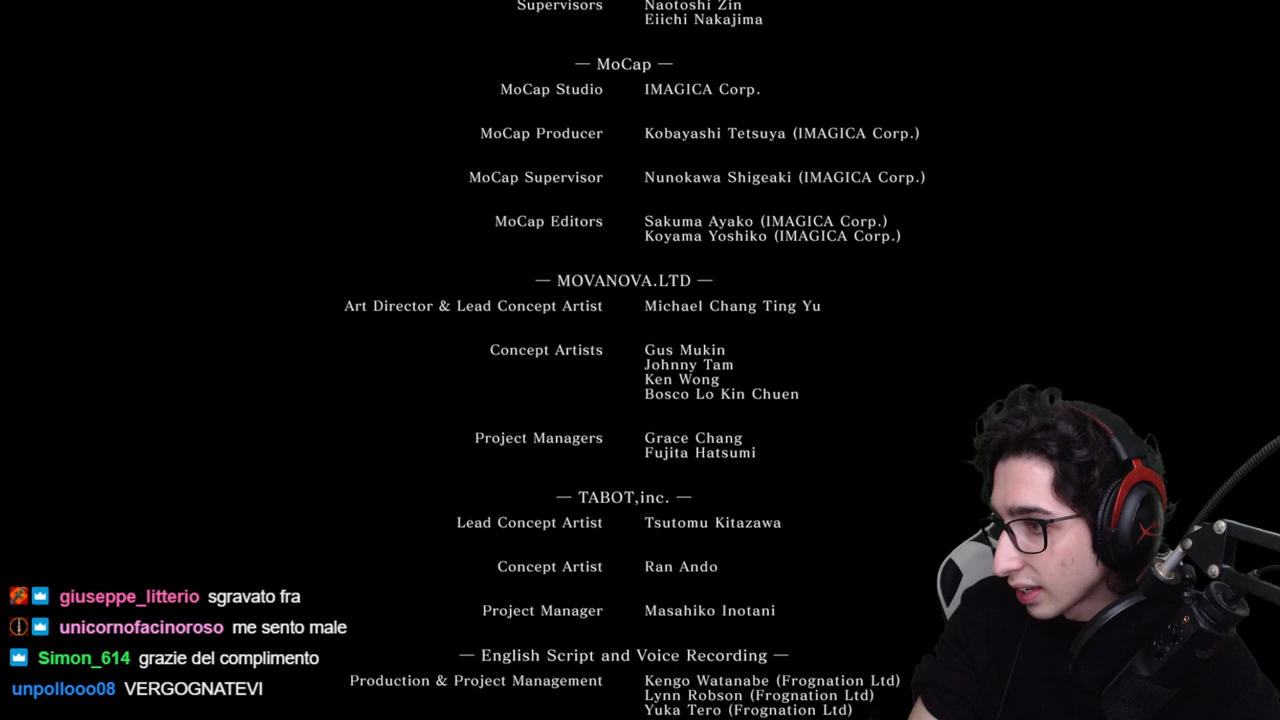 Supervisors Naotoshi Zin
Eiichi Nakajima
— MoCap —
MoCap Studio IMAGICA Corp.
MoCap Producer Kobayashi Tetsuya (IMAGICA Corp.)
MoCap Supervisor Nunokawa Shigeaki (IMAGICA Corp.)
MoCap Editors Sakuma Ayako (IMAGICA Corp.)
Koyama Yoshiko (IMAGICA Corp.)
— MOVANOVA.LTD —
Art Director & Lead Concept Artist Michael Chang Ting Yu
Concept Artists Gus Mukin
Johnny Tam
Ken Wong
Bosco Lo Kin Chuen
Project Managers Grace Chang
Fujita Hatsumi
— TABOT,inc. —
Lead Concept Artist Tsutomu Kitazawa
Concept Artist Ran Ando
Project Manager Masahiko Inotani
— English Script and Voice Recording —
Production & Project Management Kengo Watanabe (Frognation Ltd)
Lynn Robson (Frognation Ltd)
Yuka Tero (Frognation Ltd)
giuseppe_litterio sgravato fra
unicornofacinoroso me sento male
Simon_614 grazie del complimento
unpollooo08 VERGOGNATEVI